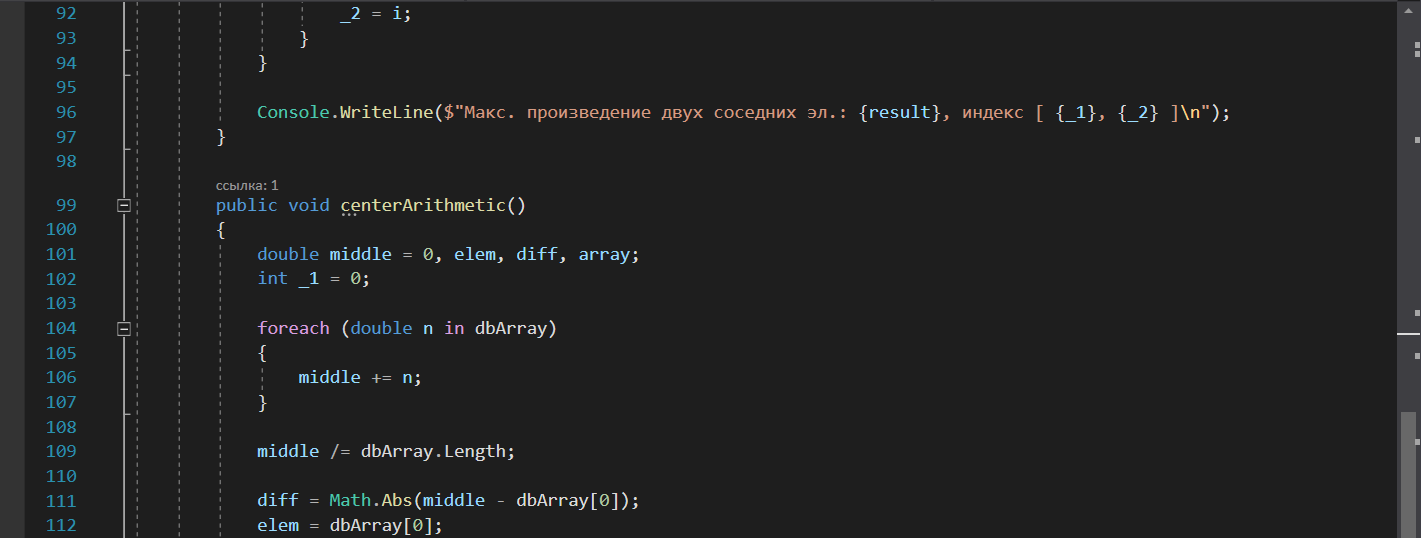 92 _2 = i;
93 }
94 }
95
96 Console.WriteLine($"Макс. произведение двух соседних эл.: {result}, индекс [ {_1}, {_2} ]\n");
97 }
98
ссылка: 1
99 public void centerArithmetic()
100 {
101 double middle = 0, elem, diff, array;
102 int _1 = 0;
103
104 foreach (double n in dbArray)
105 {
106 middle += n;
107 }
108
109 middle /= dbArray.Length;
110
111 diff = Math.Abs(middle - dbArray[0]);
112 elem = dbArray[0];